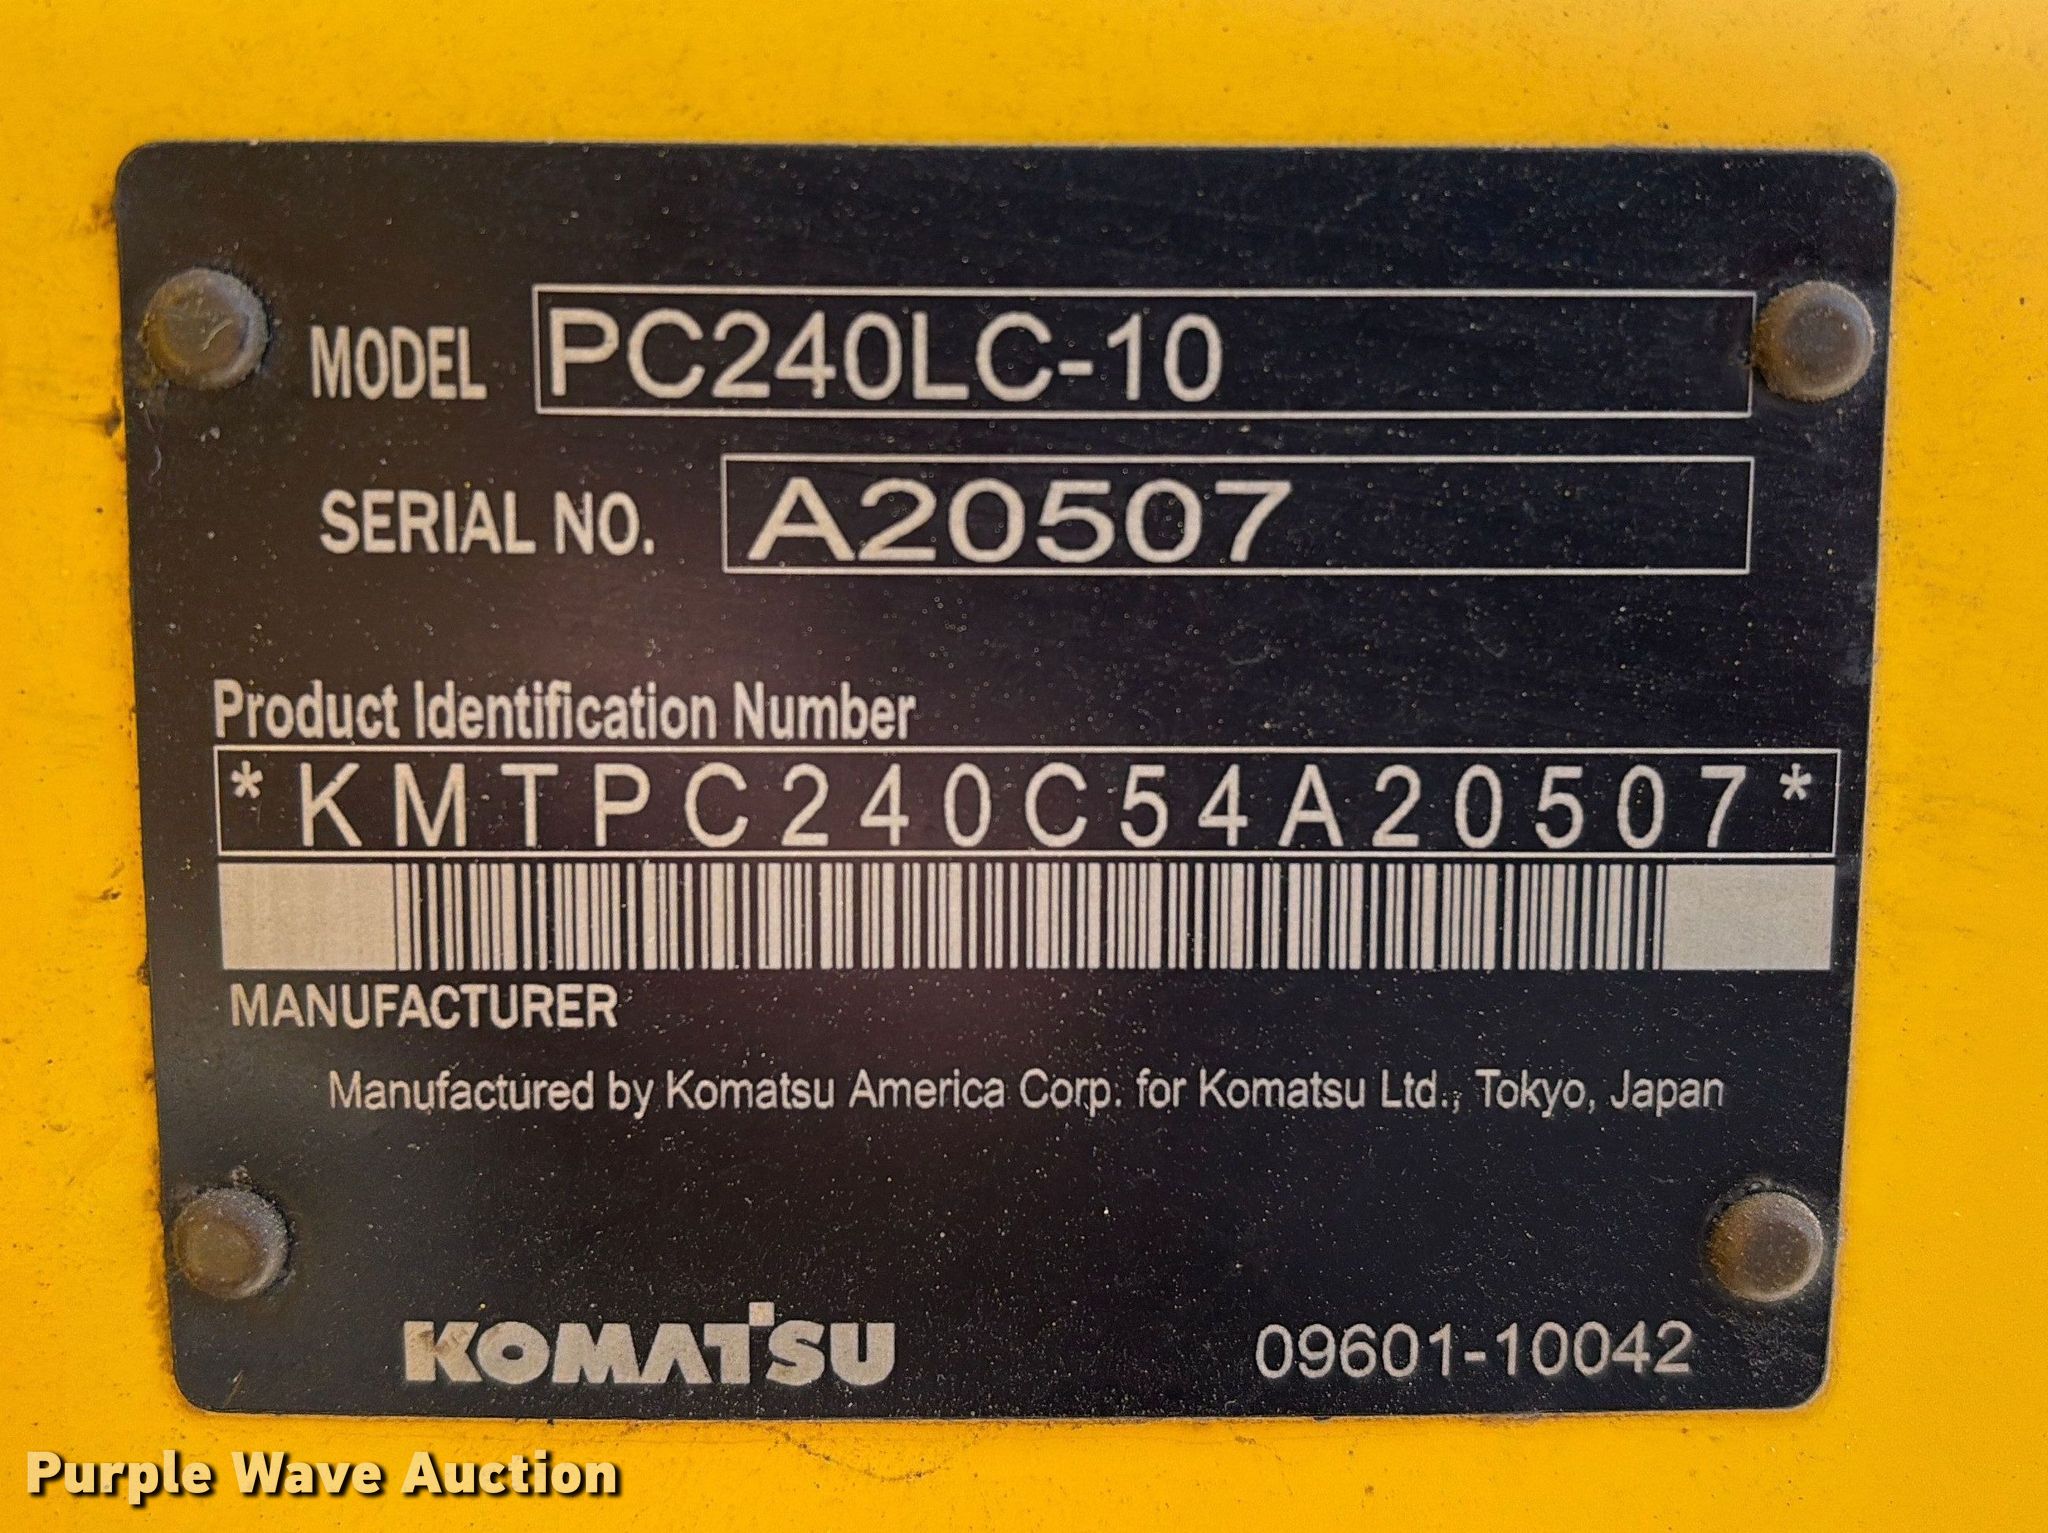 MODEL PC240LC-10
SERIAL NO. A20507
Product Identification Number
*KMTPC240C54A20507*
MANUFACTURER
Manufactured by Komatsu America Corp. for Komatsu Ltd., Tokyo, Japan
KOMATSU 09601-10042
Purple Wave Auction